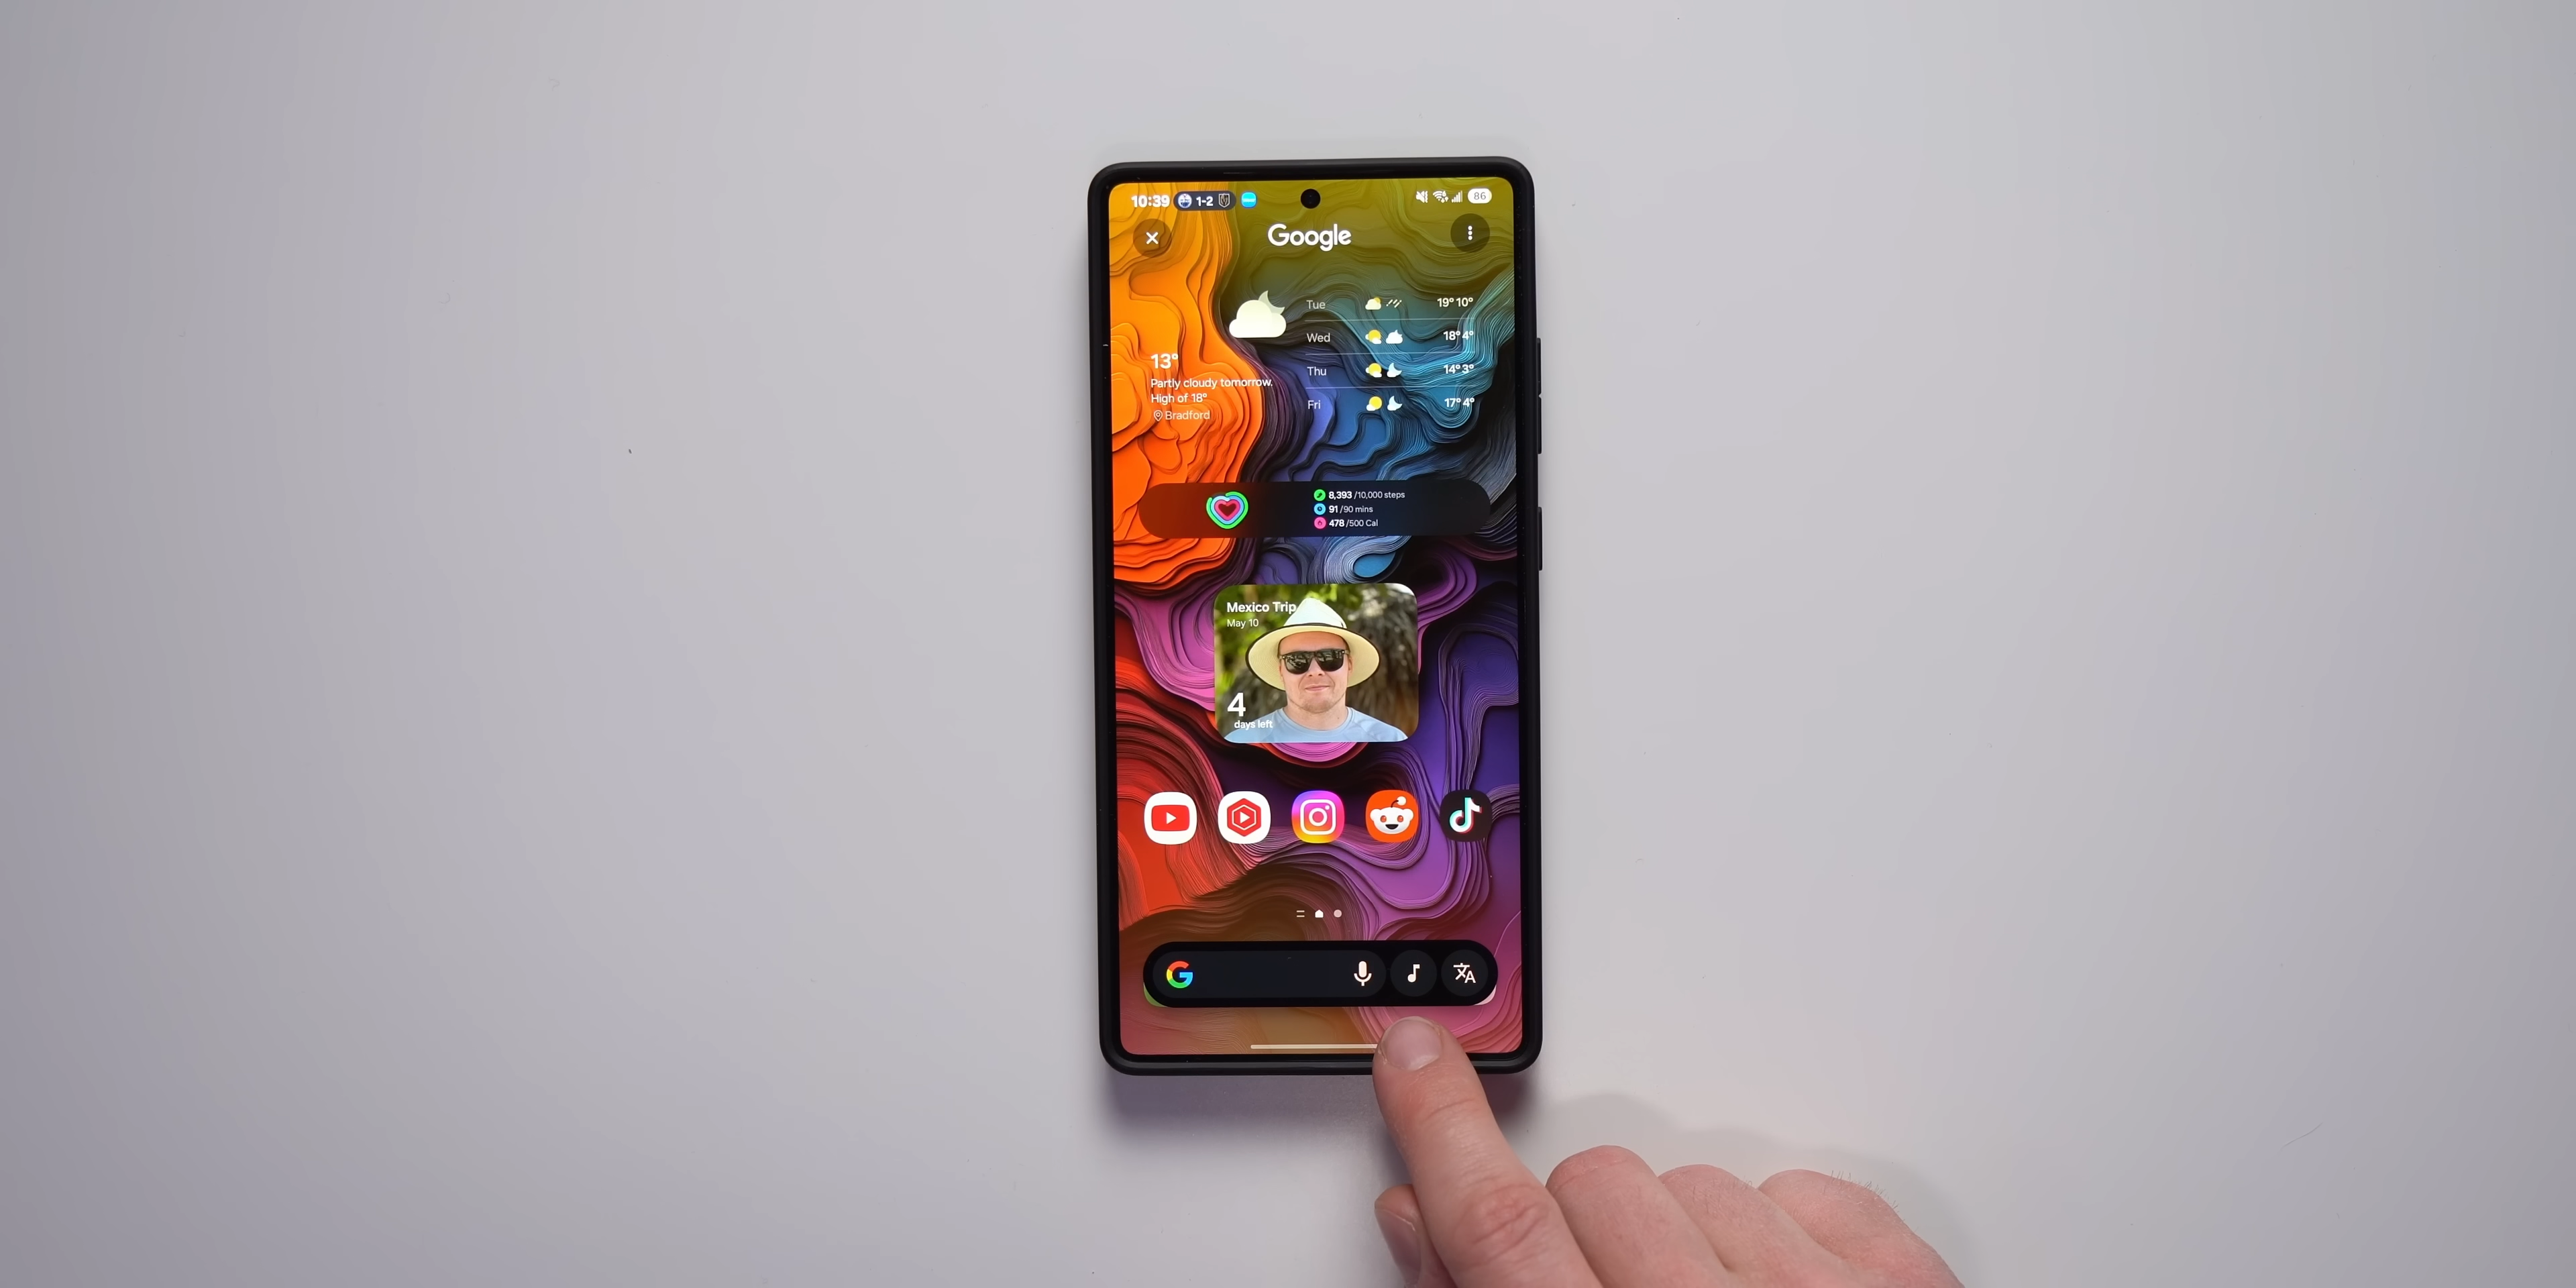 10:39 1-2 86
Google
Tue 19° 10°
Wed 18° 4°
Thu 14° 3°
Fri 17° 4°
13°
Partly cloudy tomorrow.
High of 18°
Bradford
8,393 /10,000 steps
91 /90 mins
478 /500 Cal
Mexico Trip
May 10
4
days left